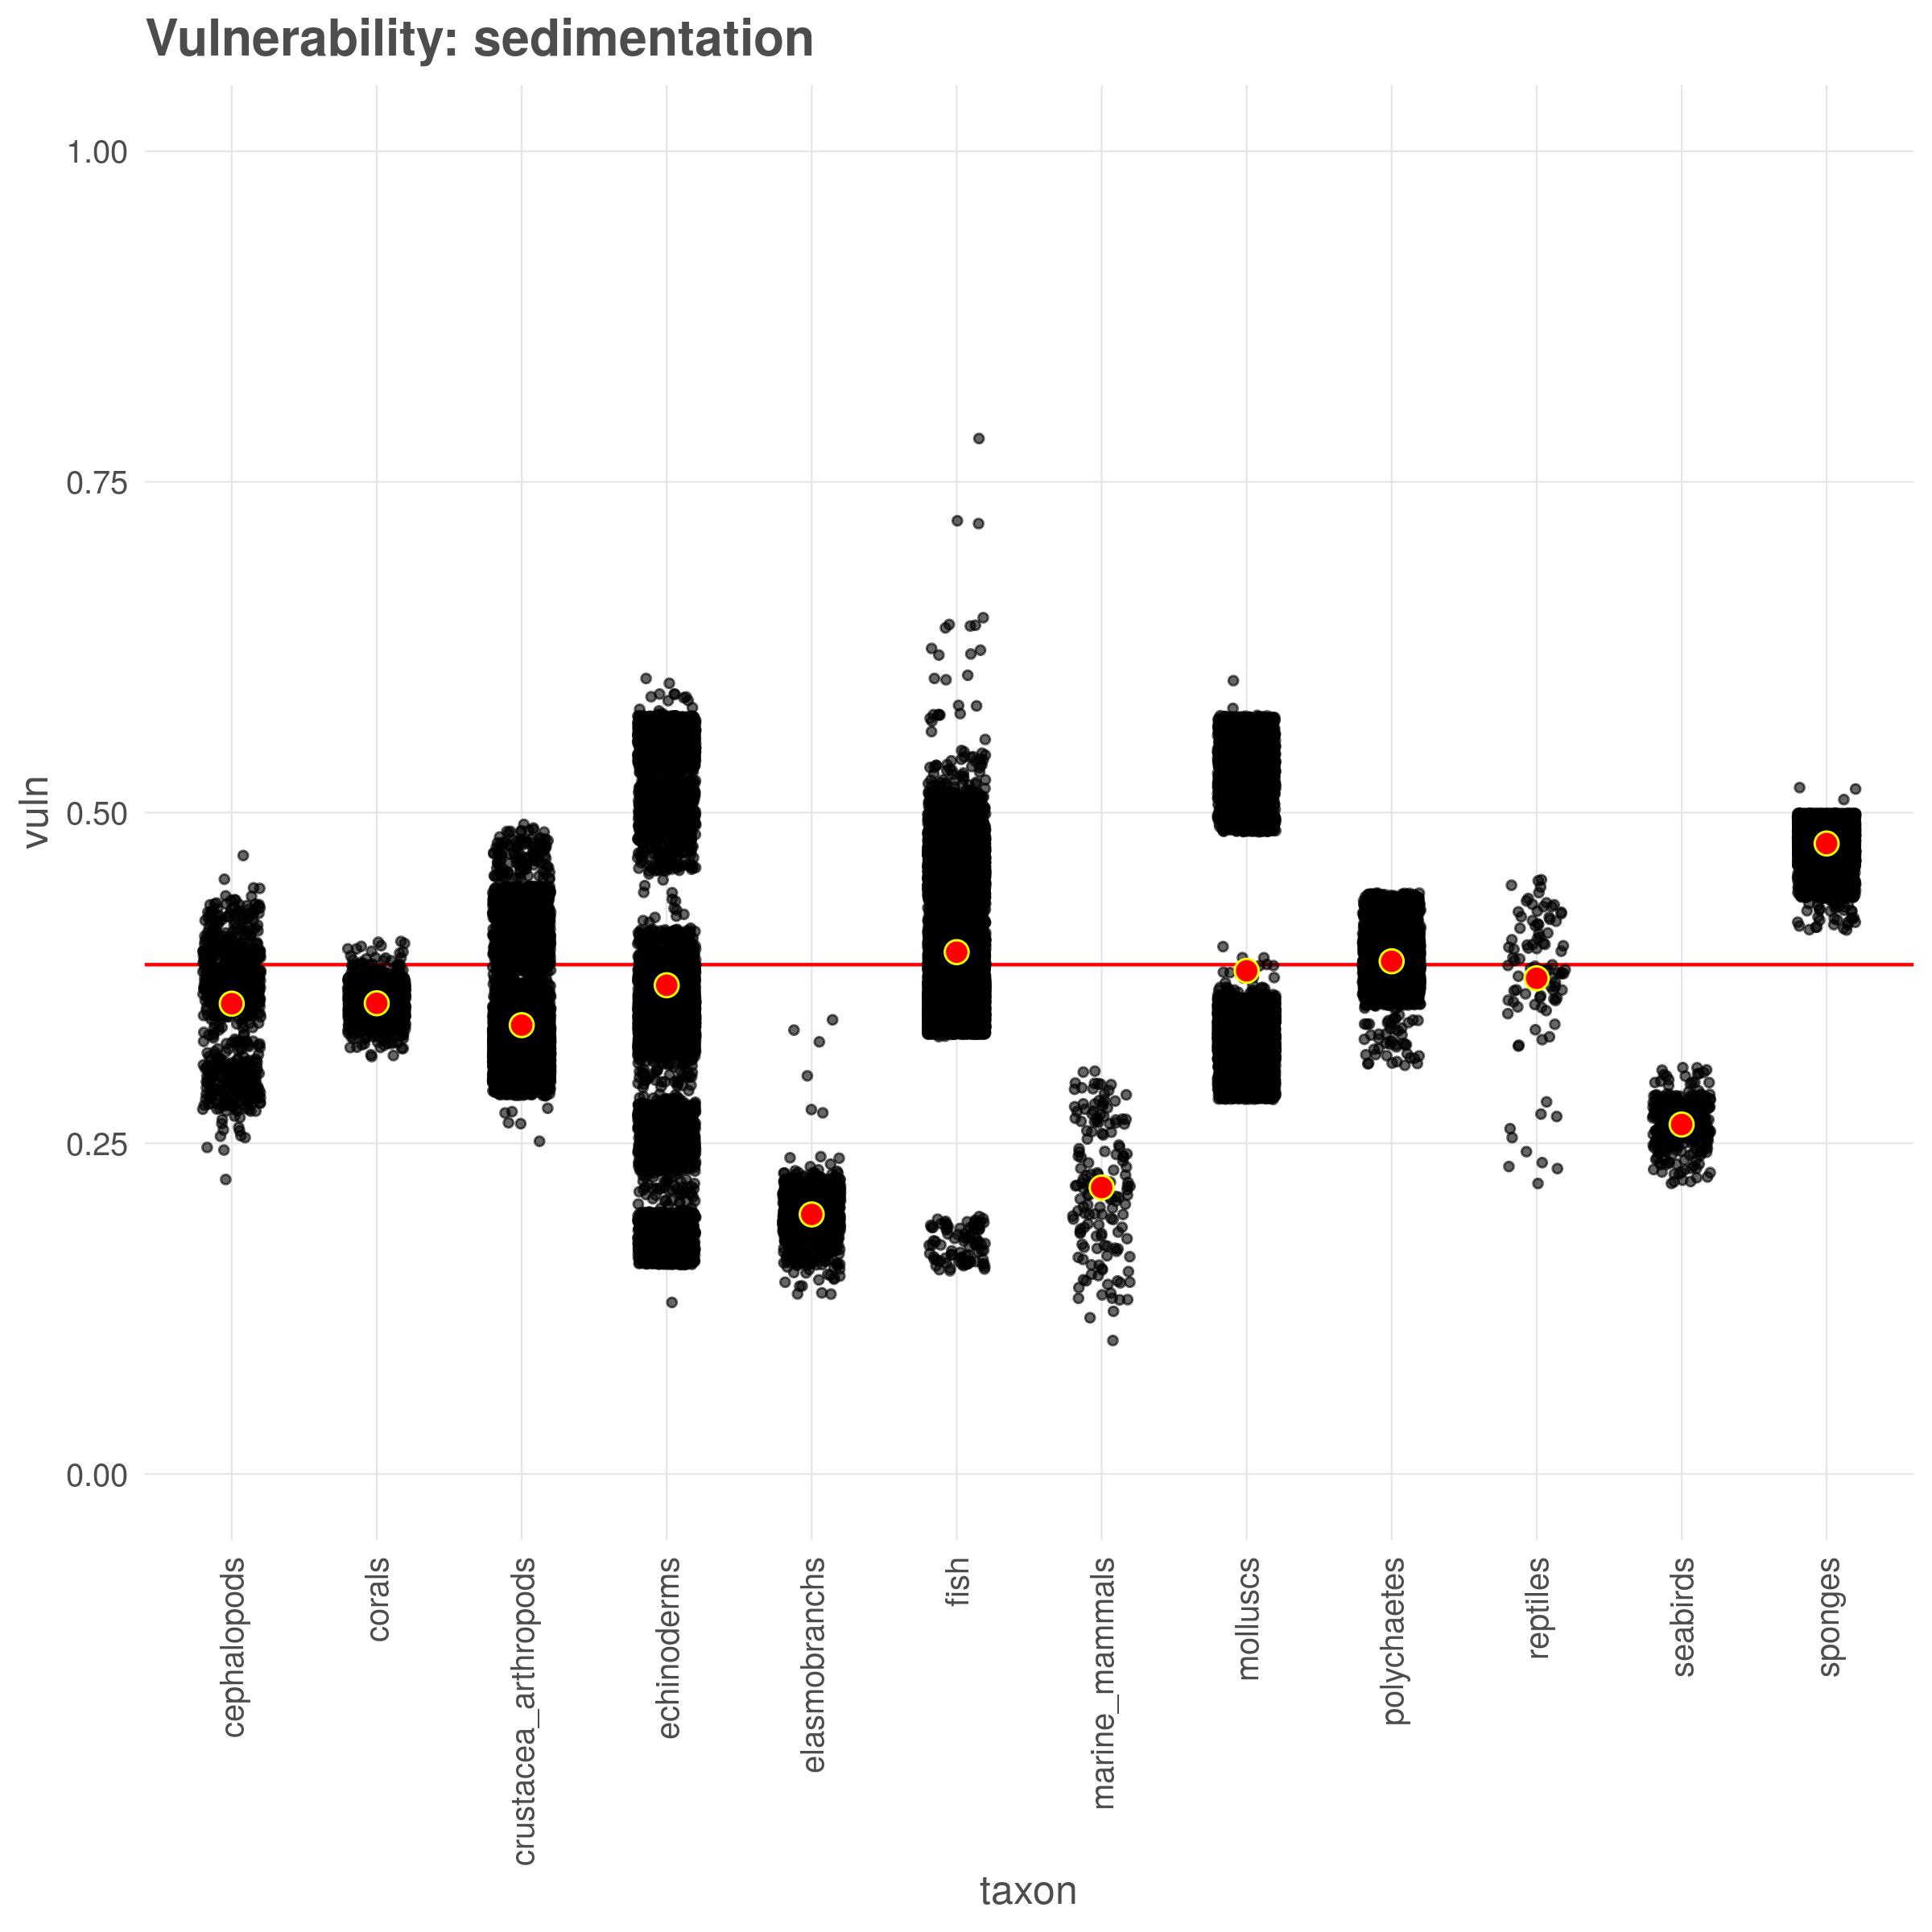 Vulnerability: sedimentation
vuln
1.00
0.75
0.50
0.25
0.00
cephalopods
corals
crustacea_arthropods
echinoderms
elasmobranchs
fish
marine_mammals
molluscs
polychaetes
reptiles
seabirds
sponges
taxon